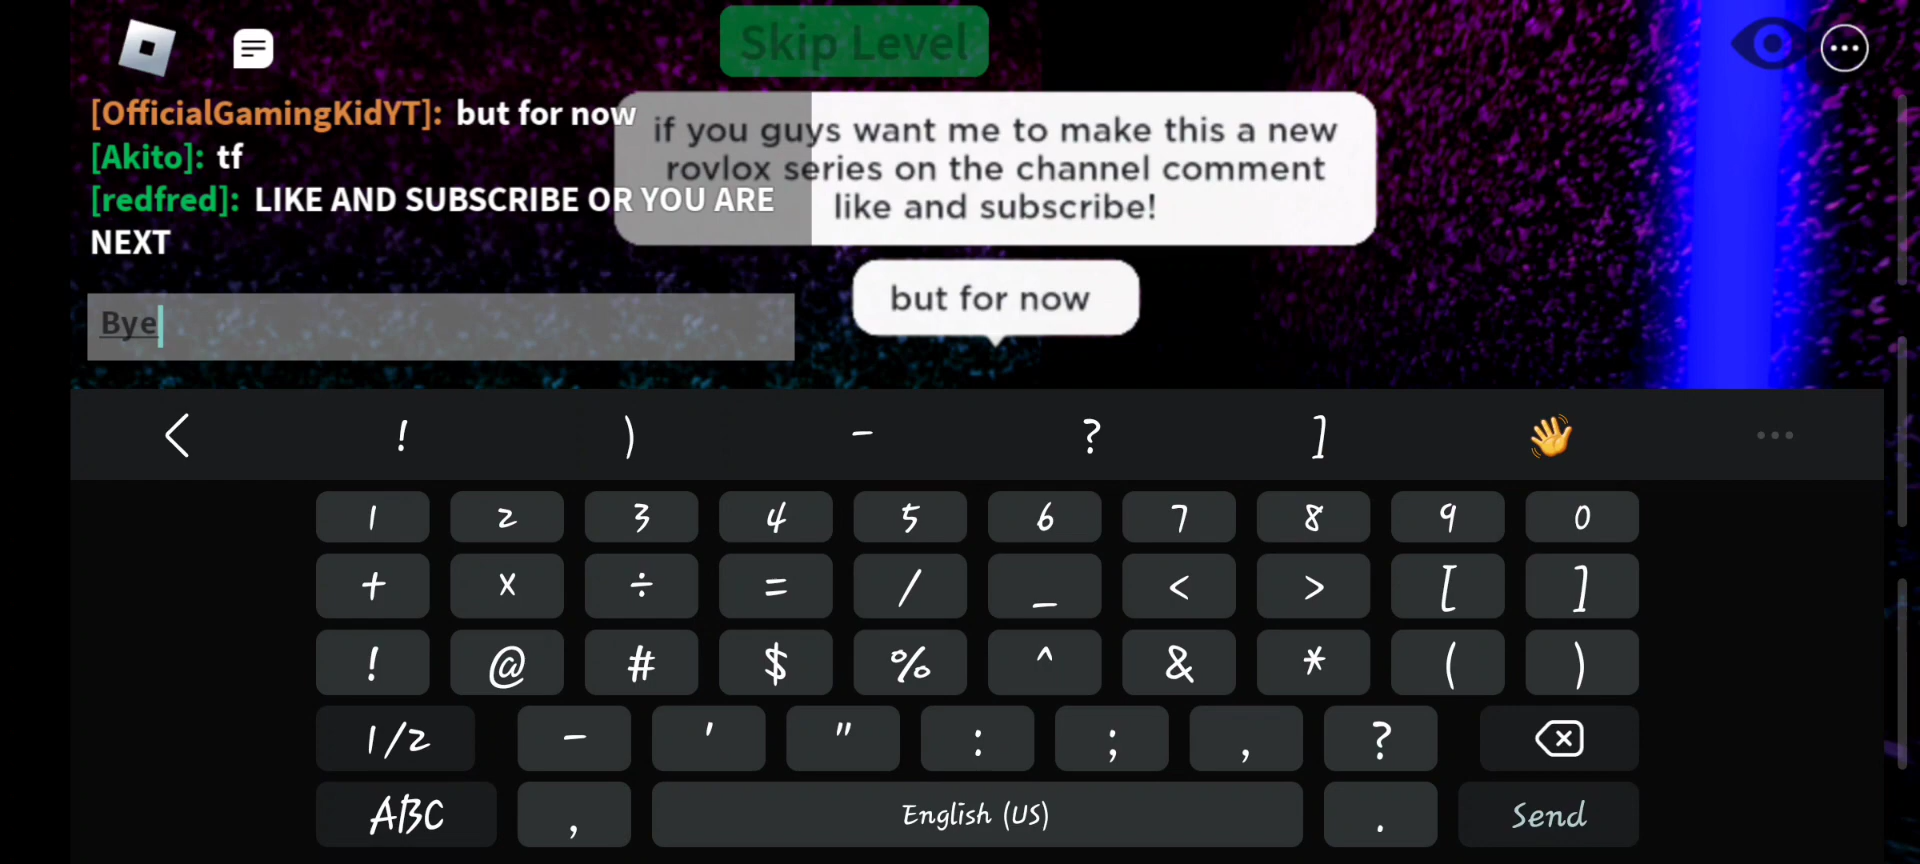 Skip Level
[OfficialGamingKidYT]: but for now
[Akito]: tf
[redfred]: LIKE AND SUBSCRIBE OR YOU ARE
NEXT
if you guys want me to make this a new
rovlox series on the channel comment
like and subscribe!
but for now
Bye
! ) - ? ] 👋
1 2 3 4 5 6 7 8 9 0
+ × ÷ = / _ < > [ ]
! @ # $ % ^ & * ( )
1/2 - ' " : ; , ?
ABC , English (US) . Send